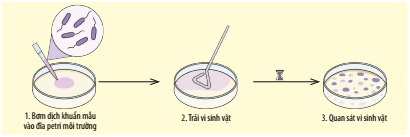 1. Bơm dịch khuẩn mẫu
vào đĩa petri môi trường
2. Trải vi sinh vật
3. Quan sát vi sinh vật